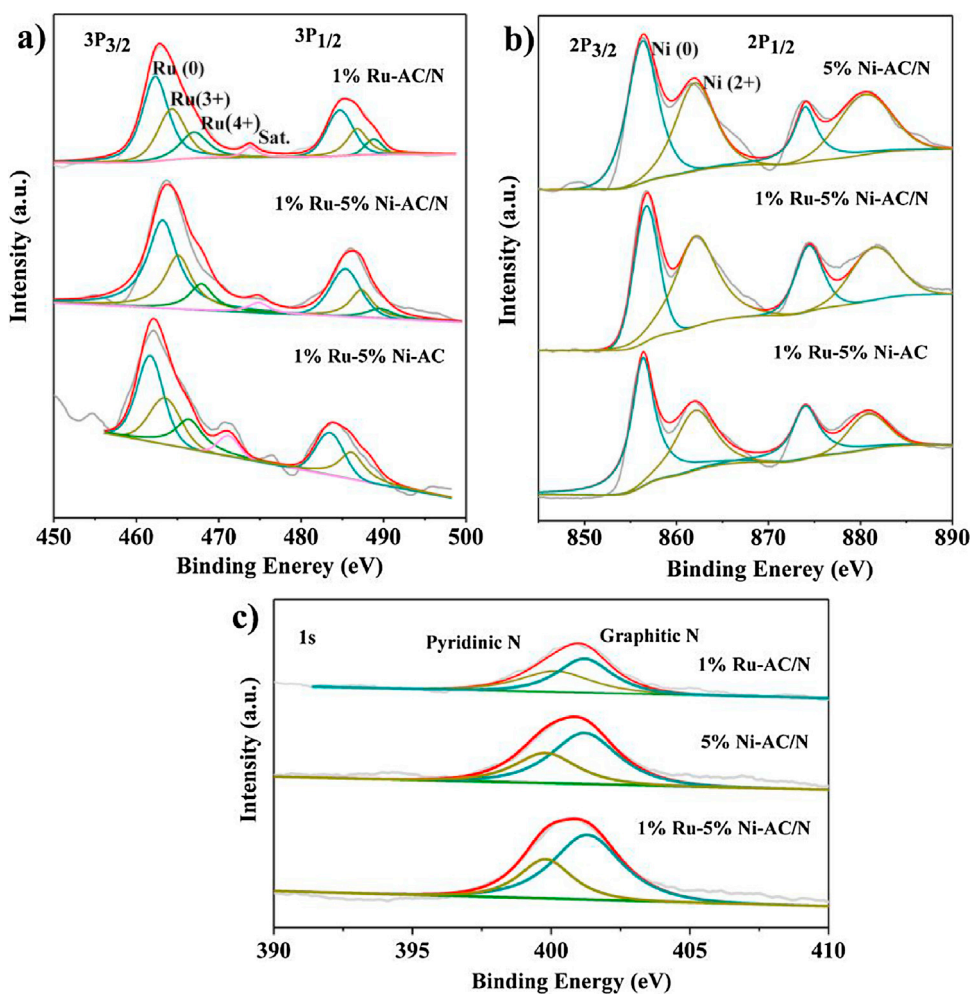 a)
3P3/2
3P1/2
1% Ru-AC/N
Ru (0)
Ru(3+)
Ru(4+)
Sat.
1% Ru-5% Ni-AC/N
1% Ru-5% Ni-AC
Intensity (a.u.)
450 460 470 480 490 500
Binding Enerey (eV)
b)
2P3/2
Ni (0)
2P1/2
5% Ni-AC/N
Ni (2+)
1% Ru-5% Ni-AC/N
1% Ru-5% Ni-AC
Intensity (a.u.)
850 860 870 880 890
Binding Enerey (eV)
c)
1s
Pyridinic N
Graphitic N
1% Ru-AC/N
5% Ni-AC/N
1% Ru-5% Ni-AC/N
Intensity (a.u.)
390 395 400 405 410
Binding Energy (eV)